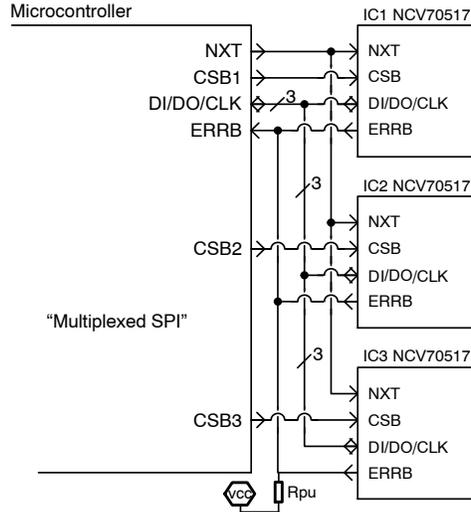 Microcontroller
NXT
CSB1
DI/DO/CLK
3
ERRB
IC1 NCV70517
NXT
CSB
DI/DO/CLK
ERRB
3
IC2 NCV70517
NXT
CSB2
CSB
DI/DO/CLK
ERRB
“Multiplexed SPI”
3
IC3 NCV70517
NXT
CSB3
CSB
DI/DO/CLK
ERRB
VCC
Rpu